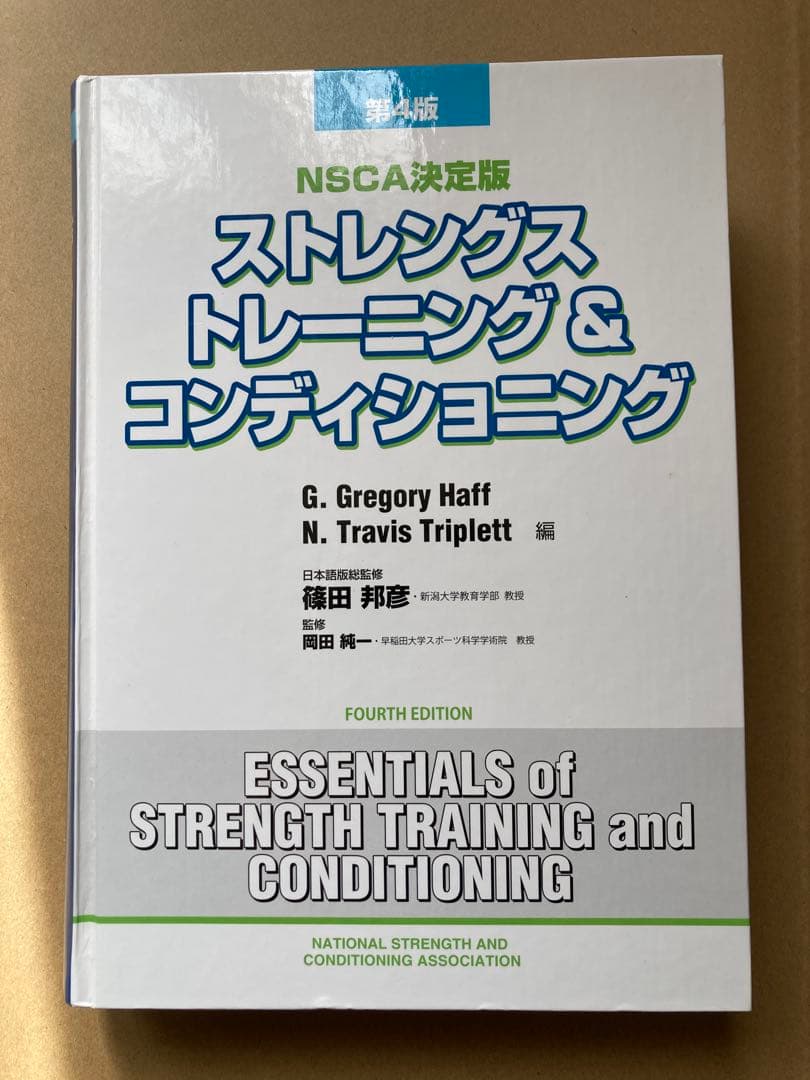 第4版
NSCA決定版
ストレングス
トレーニング&
コンディショニング
G. Gregory Haff
N. Travis Triplett 編
日本語版総監修
篠田 邦彦・新潟大学教育学部 教授
監修
岡田 純一・早稲田大学スポーツ科学学術院 教授
FOURTH EDITION
ESSENTIALS of
STRENGTH TRAINING and
CONDITIONING
NATIONAL STRENGTH AND
CONDITIONING ASSOCIATION